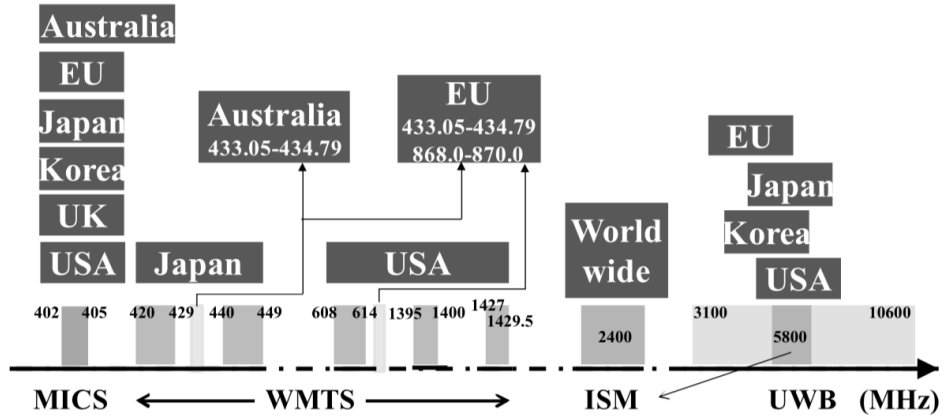 Australia
EU
Japan
Korea
UK
USA
Australia
433.05-434.79
EU
433.05-434.79
868.0-870.0
Japan
USA
World
wide
EU
Japan
Korea
USA
402 405 420 429 440 449 608 614 1395 1400 1427
1429.5
3100 10600
2400 5800
MICS WMTS ISM UWB (MHz)